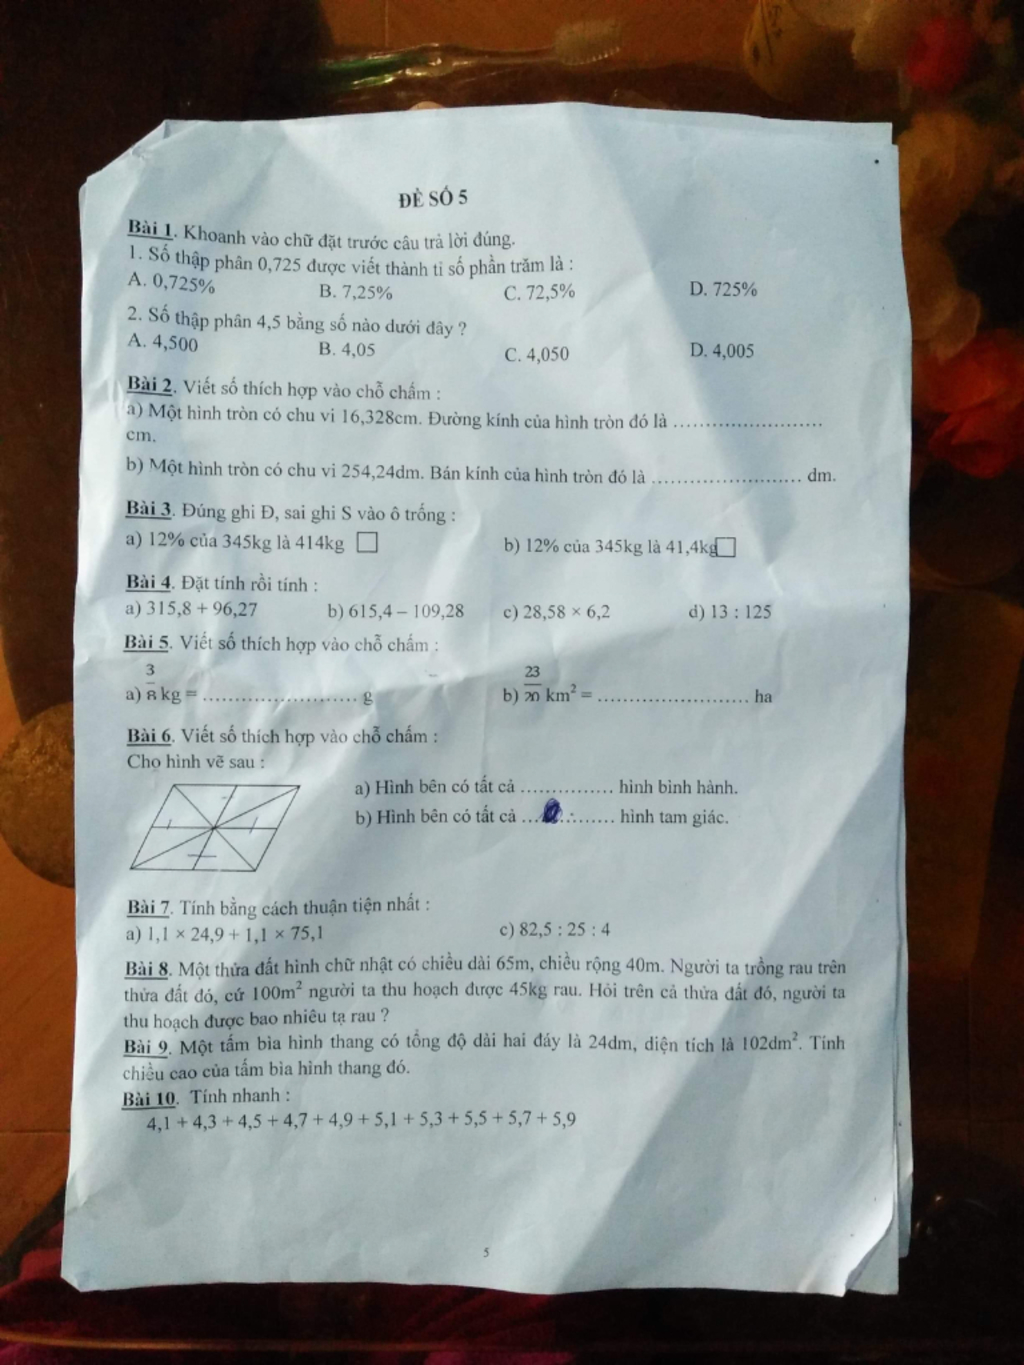 ĐỀ SỐ 5
Bài 1. Khoanh vào chữ đặt trước câu trả lời đúng.
1. Số thập phân 0,725 được viết thành tỉ số phần trăm là :
A. 0,725% B. 7,25% C. 72,5% D. 725%
2. Số thập phân 4,5 bằng số nào dưới đây ?
A. 4,500 B. 4,05 C. 4,050 D. 4,005
Bài 2. Viết số thích hợp vào chỗ chấm :
a) Một hình tròn có chu vi 16,328cm. Đường kính của hình tròn đó là ........................
cm.
b) Một hình tròn có chu vi 254,24dm. Bán kính của hình tròn đó là ........................ dm.
Bài 3. Đúng ghi Đ, sai ghi S vào ô trống :
a) 12% của 345kg là 414kg □ b) 12% của 345kg là 41,4kg □
Bài 4. Đặt tính rồi tính :
a) 315,8 + 96,27 b) 615,4 – 109,28 c) 28,58 × 6,2 d) 13 : 125
Bài 5. Viết số thích hợp vào chỗ chấm :
a) 3/8 kg = ........................ g b) 23/20 km² = ........................ ha
Bài 6. Viết số thích hợp vào chỗ chấm :
Cho hình vẽ sau :
a) Hình bên có tất cả ............... hình bình hành.
b) Hình bên có tất cả ............... hình tam giác.
Bài 7. Tính bằng cách thuận tiện nhất :
a) 1,1 × 24,9 + 1,1 × 75,1 c) 82,5 : 25 : 4
Bài 8. Một thửa đất hình chữ nhật có chiều dài 65m, chiều rộng 40m. Người ta trồng rau trên
thửa đất đó, cứ 100m² người ta thu hoạch được 45kg rau. Hỏi trên cả thửa đất đó, người ta
thu hoạch được bao nhiêu tạ rau ?
Bài 9. Một tấm bìa hình thang có tổng độ dài hai đáy là 24dm, diện tích là 102dm². Tính
chiều cao của tấm bìa hình thang đó.
Bài 10. Tính nhanh :
4,1 + 4,3 + 4,5 + 4,7 + 4,9 + 5,1 + 5,3 + 5,5 + 5,7 + 5,9
5